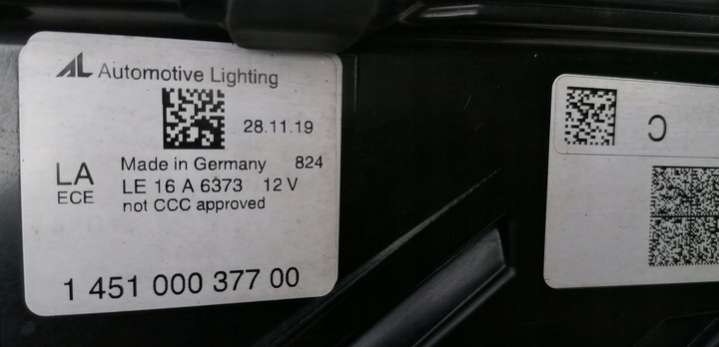 AL Automotive Lighting
28.11.19
Made in Germany 824
LA LE 16 A 6373 12 V
ECE not CCC approved
1 451 000 377 00
C